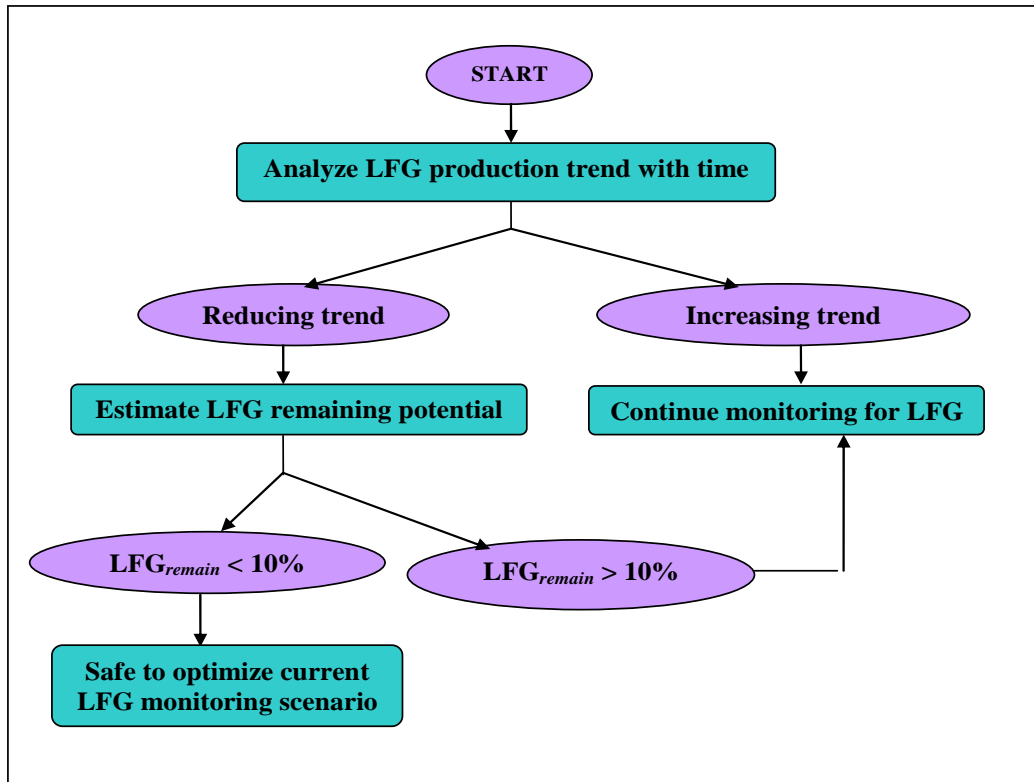 START
Analyze LFG production trend with time
Reducing trend
Increasing trend
Estimate LFG remaining potential
Continue monitoring for LFG
LFGremain < 10%
LFGremain > 10%
Safe to optimize current
LFG monitoring scenario